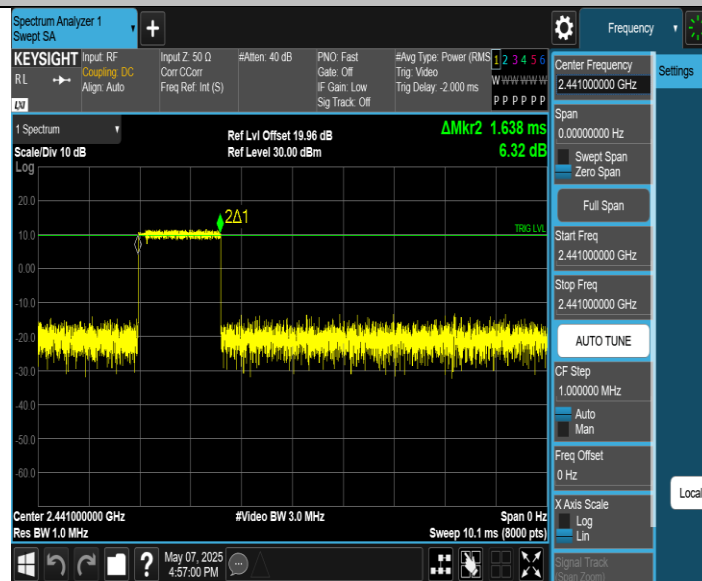 Spectrum Analyzer 1
Swept SA
+
Frequency
KEYSIGHT
RL
LXI
Input: RF
Coupling: DC
Align: Auto
Input Z: 50 Ω
Corr CCorr
Freq Ref: Int (S)
#Atten: 40 dB
PNO: Fast
Gate: Off
IF Gain: Low
Sig Track: Off
#Avg Type: Power (RMS
Trig: Video
Trig Delay: -2.000 ms
1 2 3 4 5 6
W W W W W W
P P P P P P
1 Spectrum
Scale/Div 10 dB
Log
Ref Lvl Offset 19.96 dB
Ref Level 30.00 dBm
ΔMkr2 1.638 ms
6.32 dB
20.0
10.0
0.00
-10.0
-20.0
-30.0
-40.0
-50.0
-60.0
2Δ1
TRIG LVL
Center 2.441000000 GHz
Res BW 1.0 MHz
#Video BW 3.0 MHz
Span 0 Hz
Sweep 10.1 ms (8000 pts)
Center Frequency
2.441000000 GHz
Settings
Span
0.00000000 Hz
Swept Span
Zero Span
Full Span
Start Freq
2.441000000 GHz
Stop Freq
2.441000000 GHz
AUTO TUNE
CF Step
1.000000 MHz
Auto
Man
Freq Offset
0 Hz
X Axis Scale
Log
Lin
Local
Signal Track
(Span Zoom)
?
May 07, 2025
4:57:00 PM